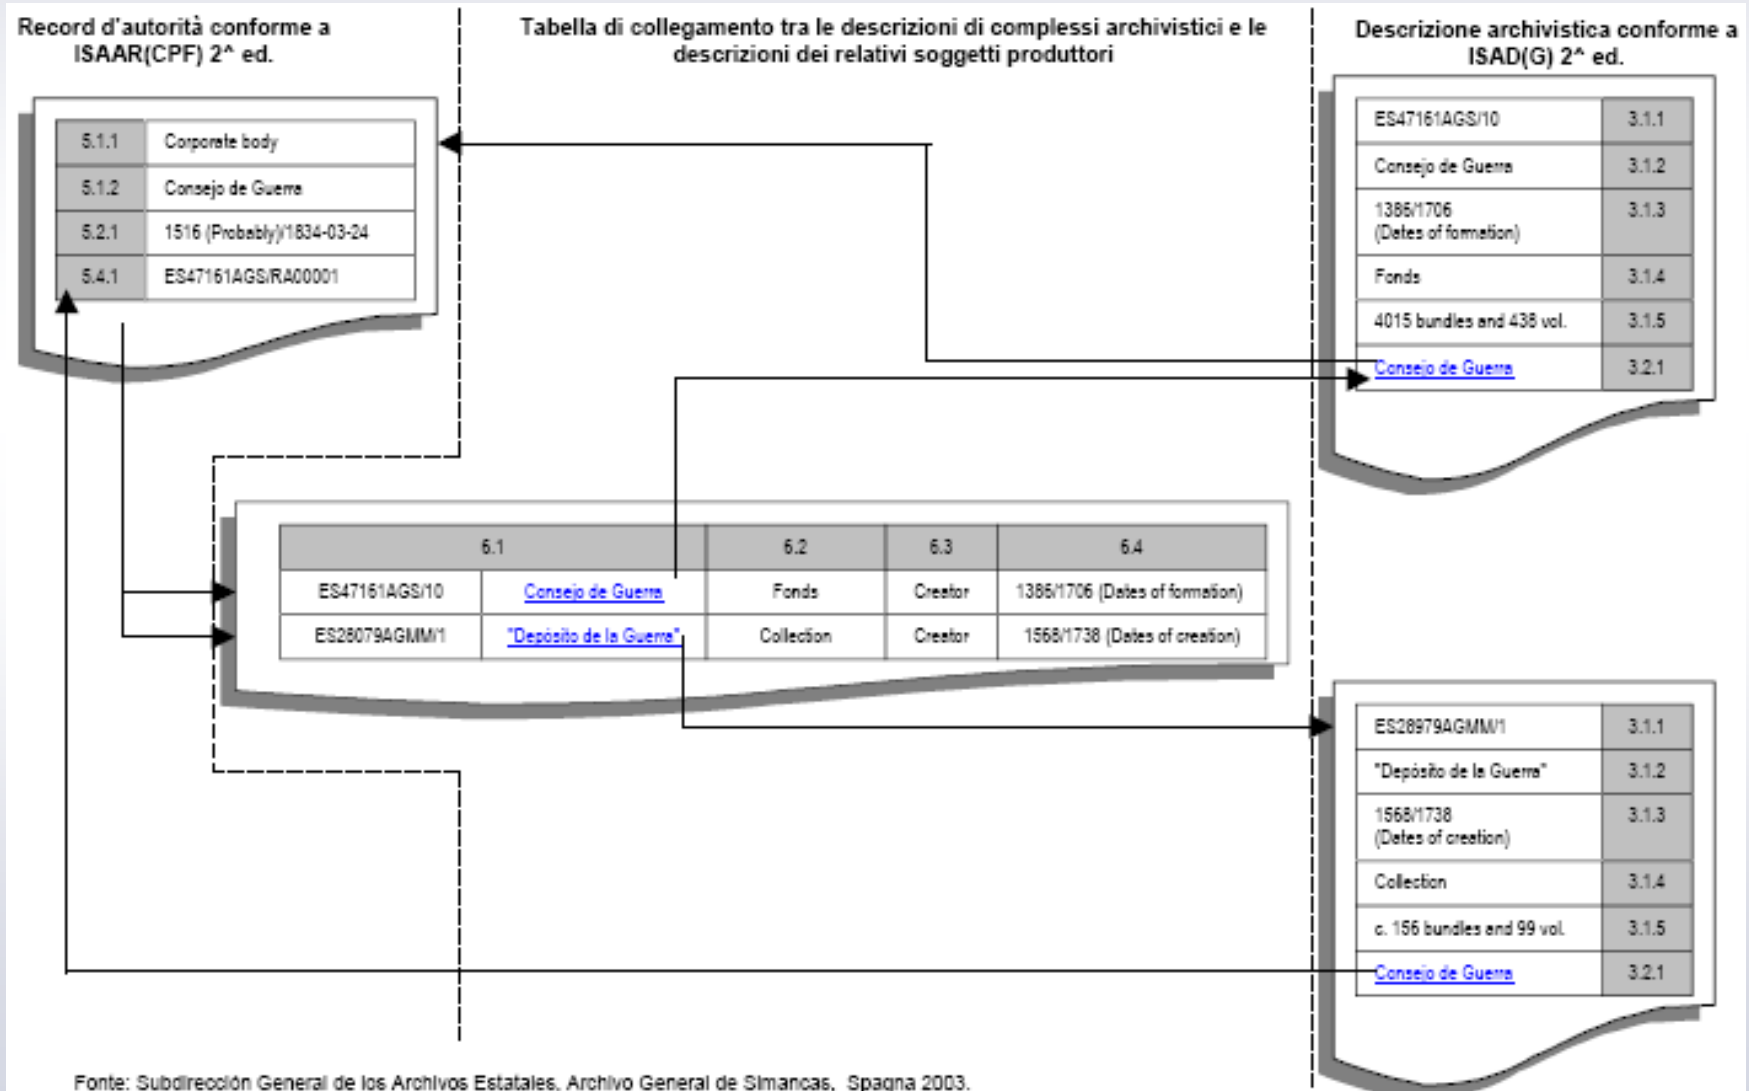 Record d'autorità conforme a
ISAAR(CPF) 2^ ed.
Tabella di collegamento tra le descrizioni di complessi archivistici e le
descrizioni dei relativi soggetti produttori
Descrizione archivistica conforme a
ISAD(G) 2^ ed.
5.1.1 Corporate body
5.1.2 Consejo de Guerra
5.2.1 1516 (Probably)/1834-03-24
5.4.1 ES47161AGS/RA00001
ES47161AGS/10 3.1.1
Consejo de Guerra 3.1.2
1386/1706 3.1.3
(Dates of formation)
Fonds 3.1.4
4015 bundles and 438 vol. 3.1.5
Consejo de Guerra 3.2.1
6.1 6.2 6.3 6.4
ES47161AGS/10 Consejo de Guerra Fonds Creator 1386/1706 (Dates of formation)
ES28079AGMM/1 "Depósito de la Guerra" Collection Creator 1568/1738 (Dates of creation)
ES28979AGMM/1 3.1.1
"Depósito de la Guerra" 3.1.2
1568/1738 3.1.3
(Dates of creation)
Collection 3.1.4
c. 156 bundles and 99 vol. 3.1.5
Consejo de Guerra 3.2.1
Fonte: Subdirección General de los Archivos Estatales. Archivo General de Simancas, Spagna 2003.